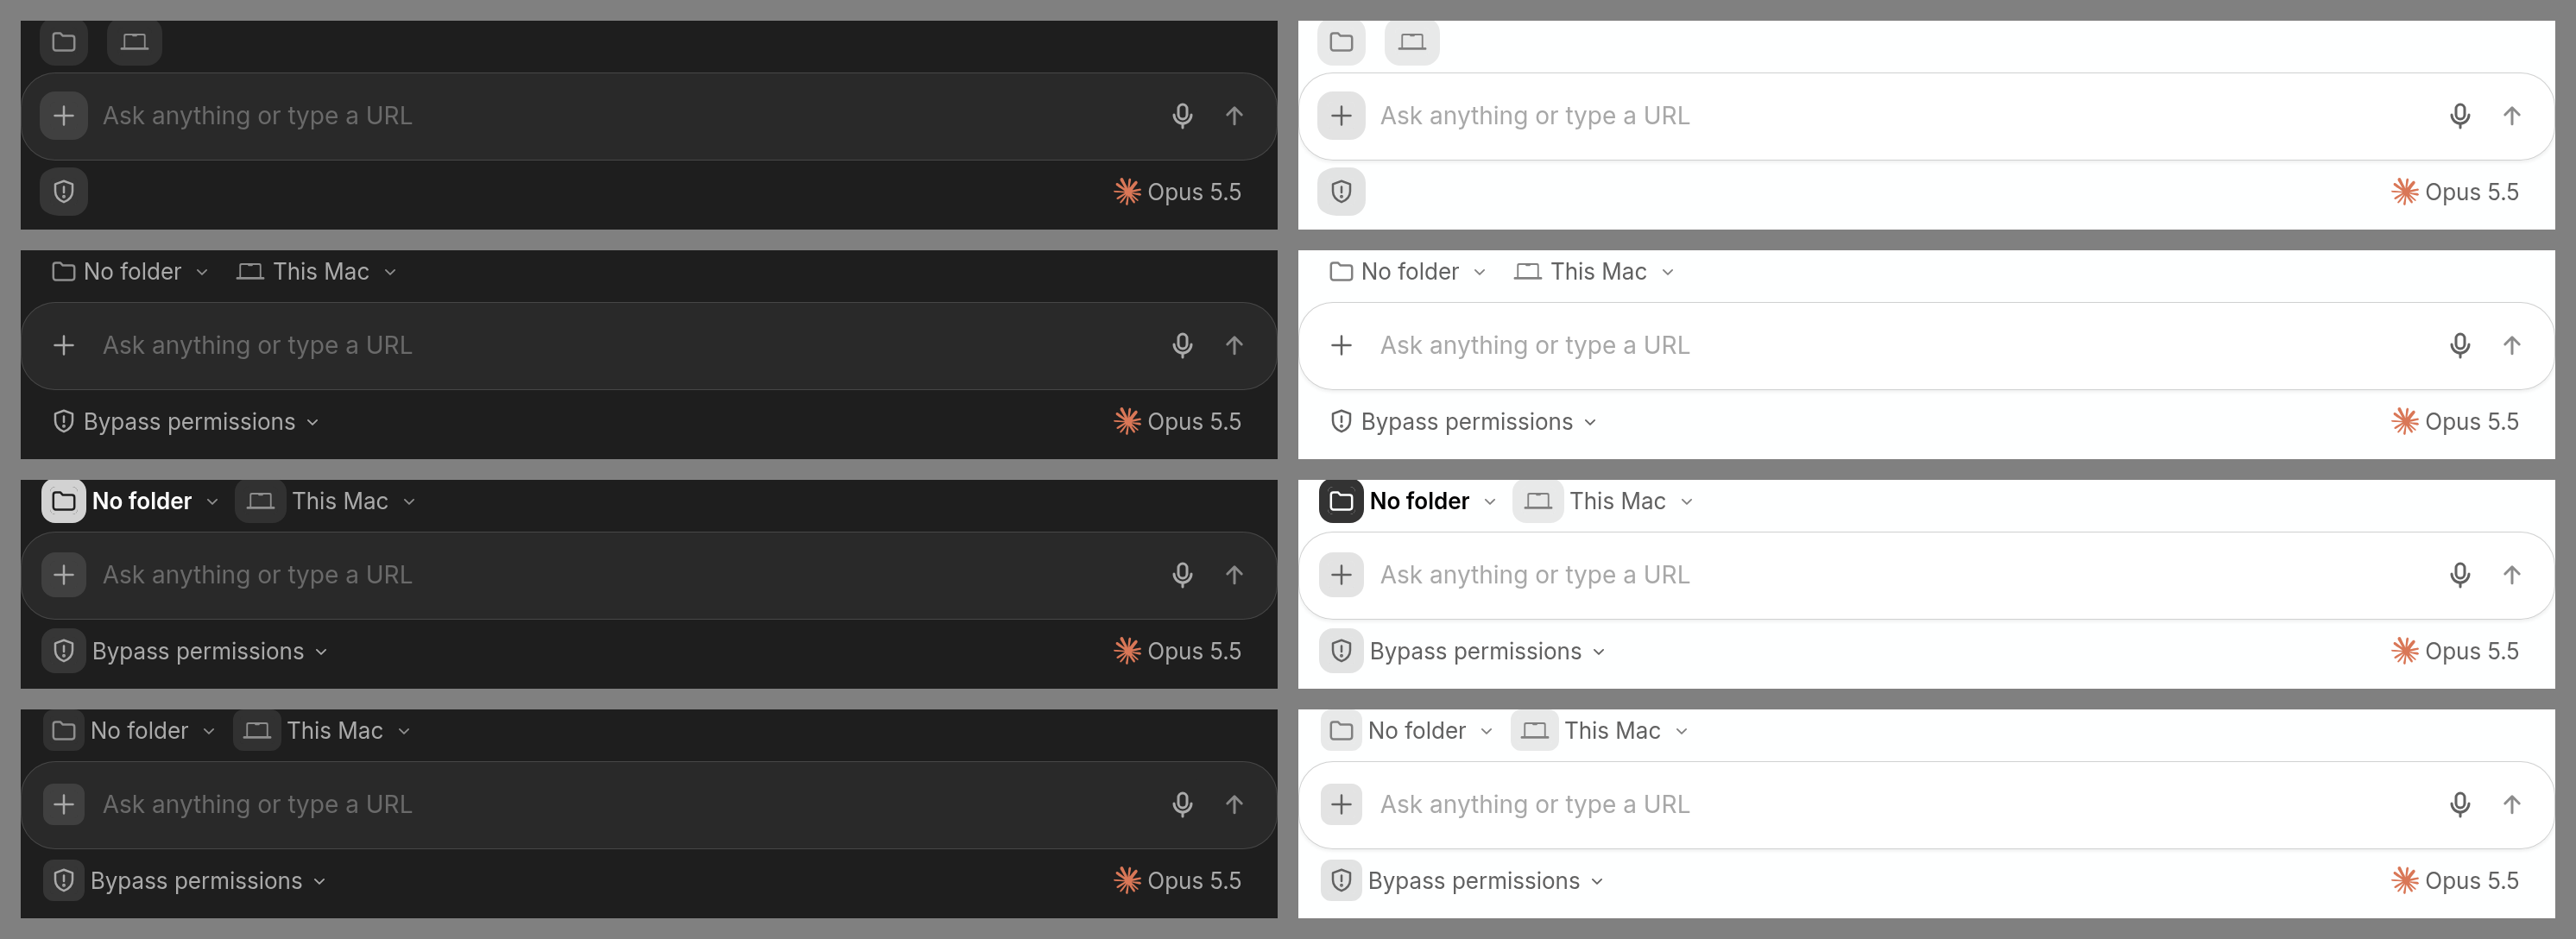 Ask anything or type a URL
Opus 5.5
Ask anything or type a URL
Opus 5.5
No folder This Mac
Ask anything or type a URL
Bypass permissions Opus 5.5
No folder This Mac
Ask anything or type a URL
Bypass permissions Opus 5.5
No folder This Mac
Ask anything or type a URL
Bypass permissions Opus 5.5
No folder This Mac
Ask anything or type a URL
Bypass permissions Opus 5.5
No folder This Mac
Ask anything or type a URL
Bypass permissions Opus 5.5
No folder This Mac
Ask anything or type a URL
Bypass permissions Opus 5.5